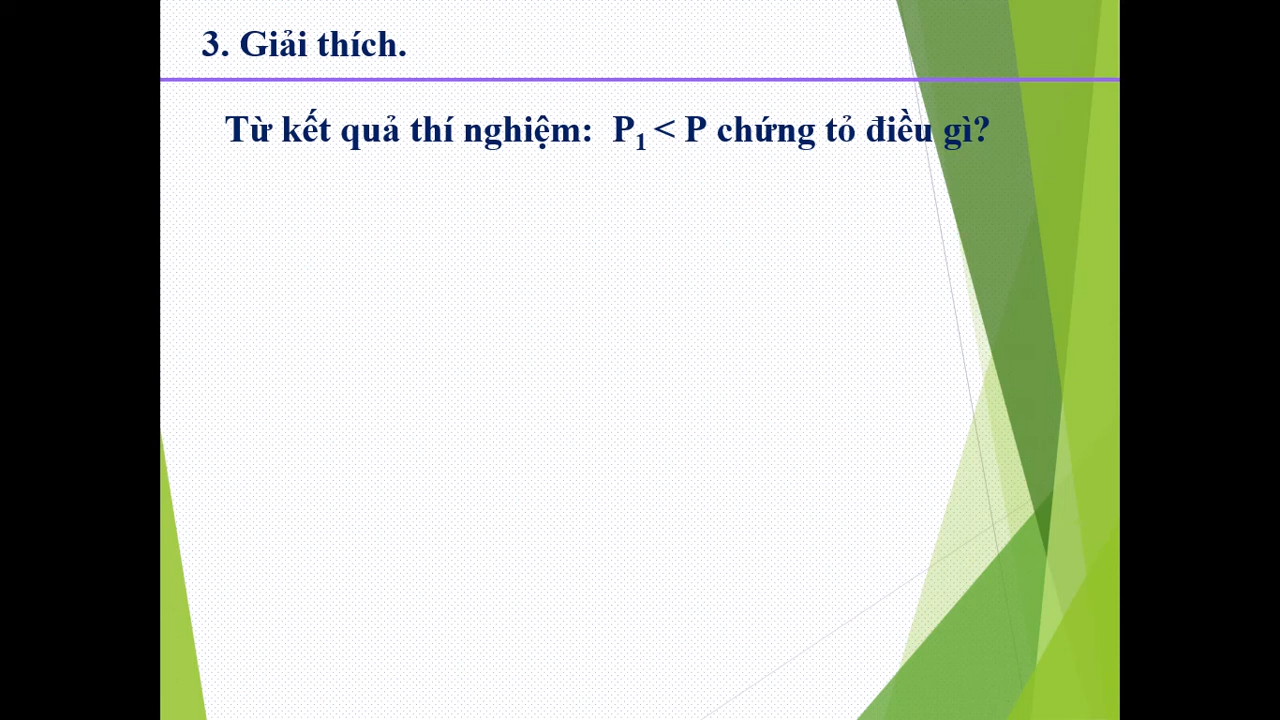 3. Giải thích.
Từ kết quả thí nghiệm: P₁ < P chứng tỏ điều gì?